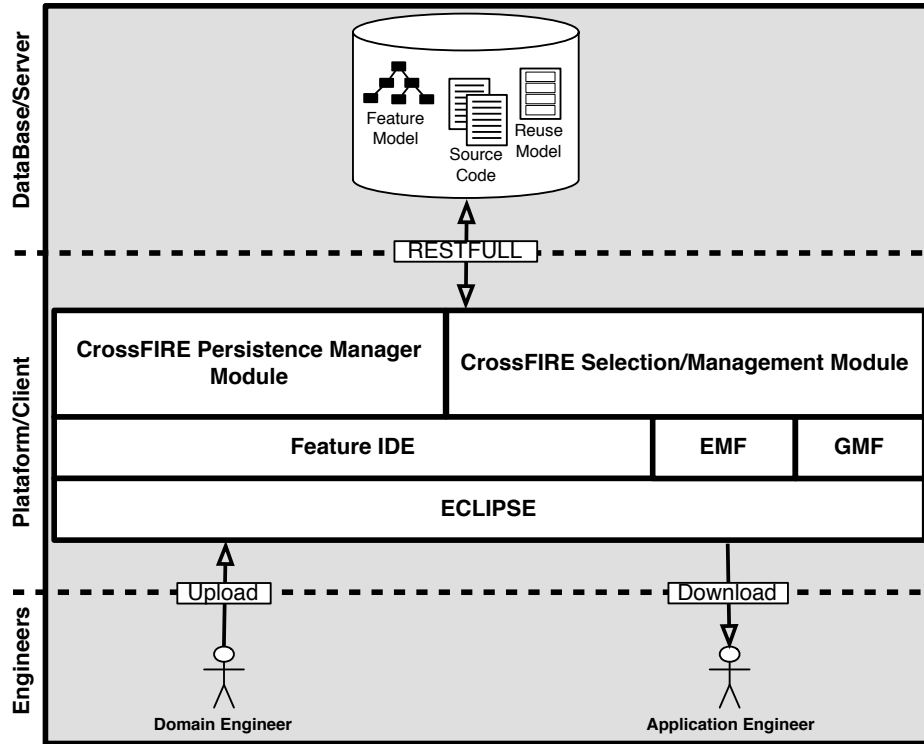 DataBase/Server
Feature
Model
Source
Code
Reuse
Model
RESTFULL
Plataform/Client
CrossFIRE Persistence Manager
Module
CrossFIRE Selection/Management Module
Feature IDE
EMF
GMF
ECLIPSE
Upload
Download
Engineers
Domain Engineer
Application Engineer